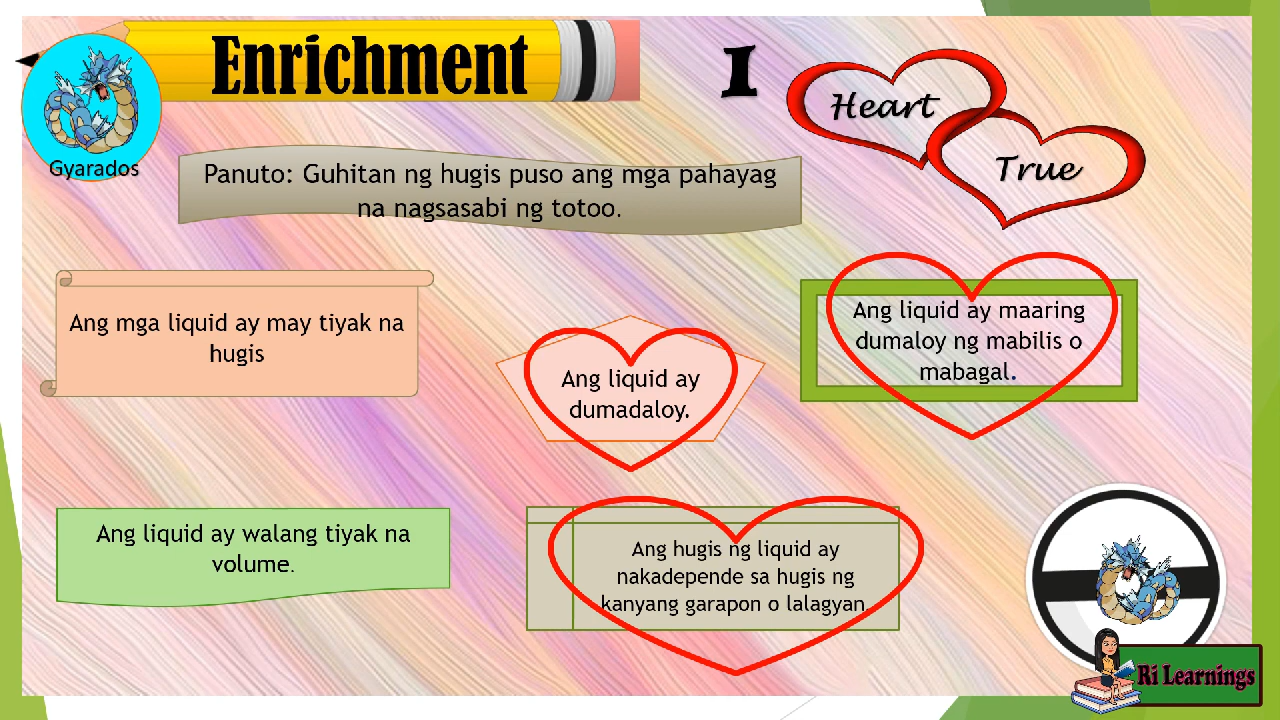 Enrichment
1
Heart
True
Gyarados
Panuto: Guhitan ng hugis puso ang mga pahayag
na nagsasabi ng totoo.
Ang mga liquid ay may tiyak na
hugis
Ang liquid ay
dumadaloy.
Ang liquid ay maaring
dumaloy ng mabilis o
mabagal.
Ang liquid ay walang tiyak na
volume.
Ang hugis ng liquid ay
nakadepende sa hugis ng
kanyang garapon o lalagyan.
Ri Learnings